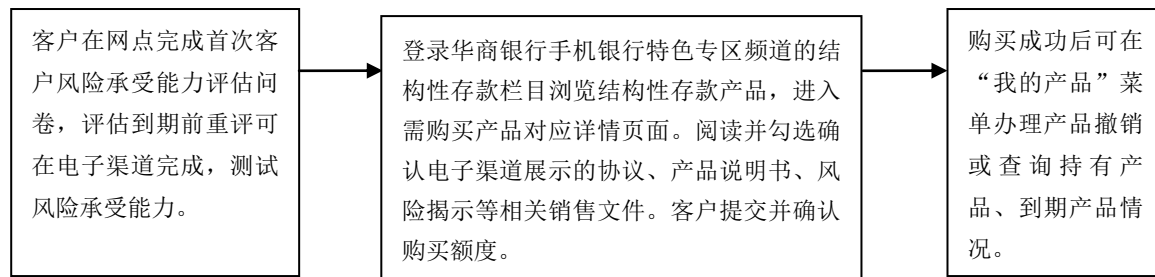 客户在网点完成首次客
户风险承受能力评估问
卷，评估到期前重评可
在电子渠道完成，测试
风险承受能力。
登录华商银行手机银行特色专区频道的结
构性存款栏目浏览结构性存款产品，进入
需购买产品对应详情页面。阅读并勾选确
认电子渠道展示的协议、产品说明书、风
险揭示等相关销售文件。客户提交并确认
购买额度。
购买成功后可在
“我的产品”菜
单办理产品撤销
或查询持有产
品、到期产品情
况。